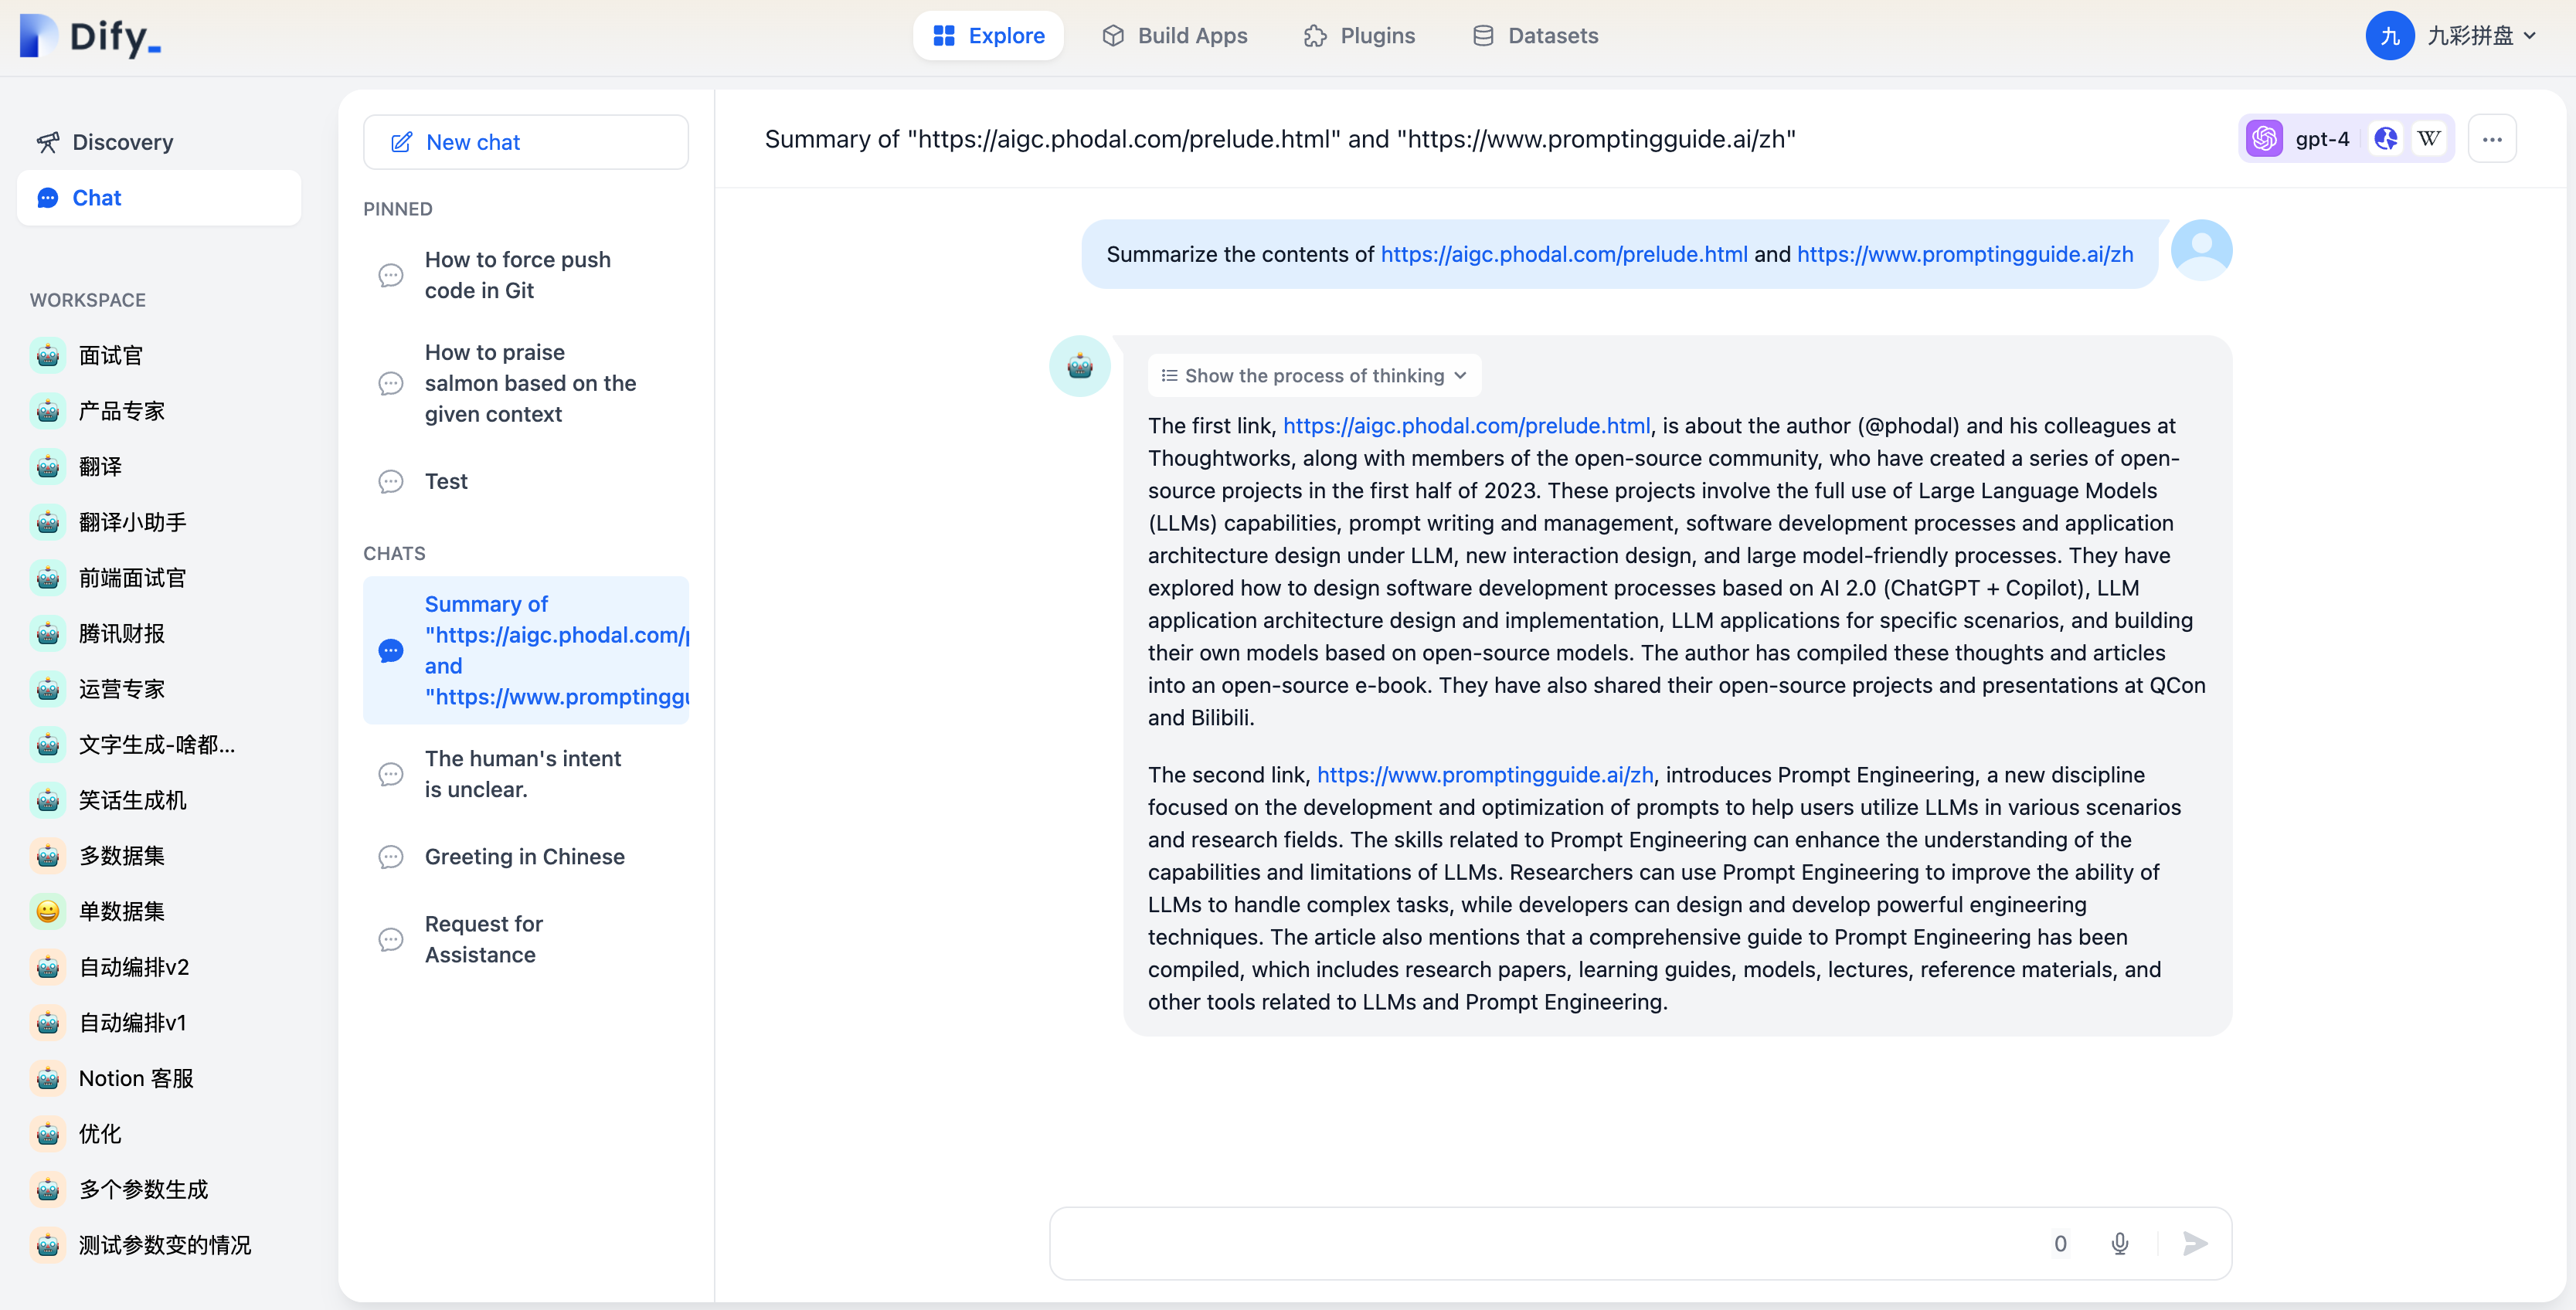 Dify_
Explore
Build Apps
Plugins
Datasets
九
九彩拼盘
Discovery
Chat
WORKSPACE
面试官
产品专家
翻译
翻译小助手
前端面试官
腾讯财报
运营专家
文字生成-啥都...
笑话生成机
多数据集
单数据集
自动编排v2
自动编排v1
Notion 客服
优化
多个参数生成
测试参数变的情况
New chat
PINNED
How to force push
code in Git
How to praise
salmon based on the
given context
Test
CHATS
Summary of
"https://aigc.phodal.com/p
and
"https://www.promptinggu
The human's intent
is unclear.
Greeting in Chinese
Request for
Assistance
Summary of "https://aigc.phodal.com/prelude.html" and "https://www.promptingguide.ai/zh"
gpt-4
W
Summarize the contents of https://aigc.phodal.com/prelude.html and https://www.promptingguide.ai/zh
Show the process of thinking
The first link, https://aigc.phodal.com/prelude.html, is about the author (@phodal) and his colleagues at
Thoughtworks, along with members of the open-source community, who have created a series of open-
source projects in the first half of 2023. These projects involve the full use of Large Language Models
(LLMs) capabilities, prompt writing and management, software development processes and application
architecture design under LLM, new interaction design, and large model-friendly processes. They have
explored how to design software development processes based on AI 2.0 (ChatGPT + Copilot), LLM
application architecture design and implementation, LLM applications for specific scenarios, and building
their own models based on open-source models. The author has compiled these thoughts and articles
into an open-source e-book. They have also shared their open-source projects and presentations at QCon
and Bilibili.
The second link, https://www.promptingguide.ai/zh, introduces Prompt Engineering, a new discipline
focused on the development and optimization of prompts to help users utilize LLMs in various scenarios
and research fields. The skills related to Prompt Engineering can enhance the understanding of the
capabilities and limitations of LLMs. Researchers can use Prompt Engineering to improve the ability of
LLMs to handle complex tasks, while developers can design and develop powerful engineering
techniques. The article also mentions that a comprehensive guide to Prompt Engineering has been
compiled, which includes research papers, learning guides, models, lectures, reference materials, and
other tools related to LLMs and Prompt Engineering.
0